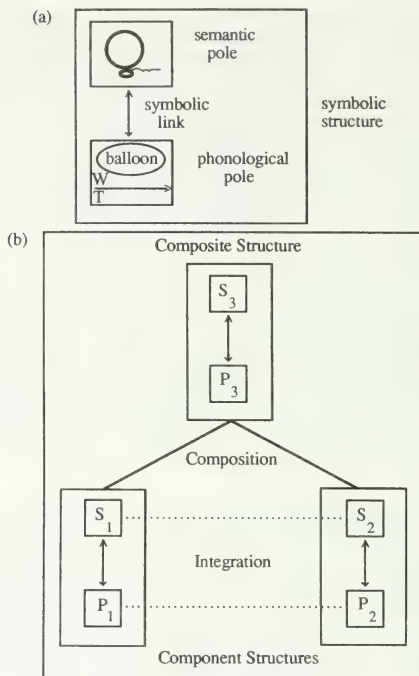 (a)
semantic
pole
symbolic
link
symbolic
structure
balloon
W
T
phonological
pole
(b)
Composite Structure
S3
P3
Composition
S1
S2
Integration
P1
P2
Component Structures